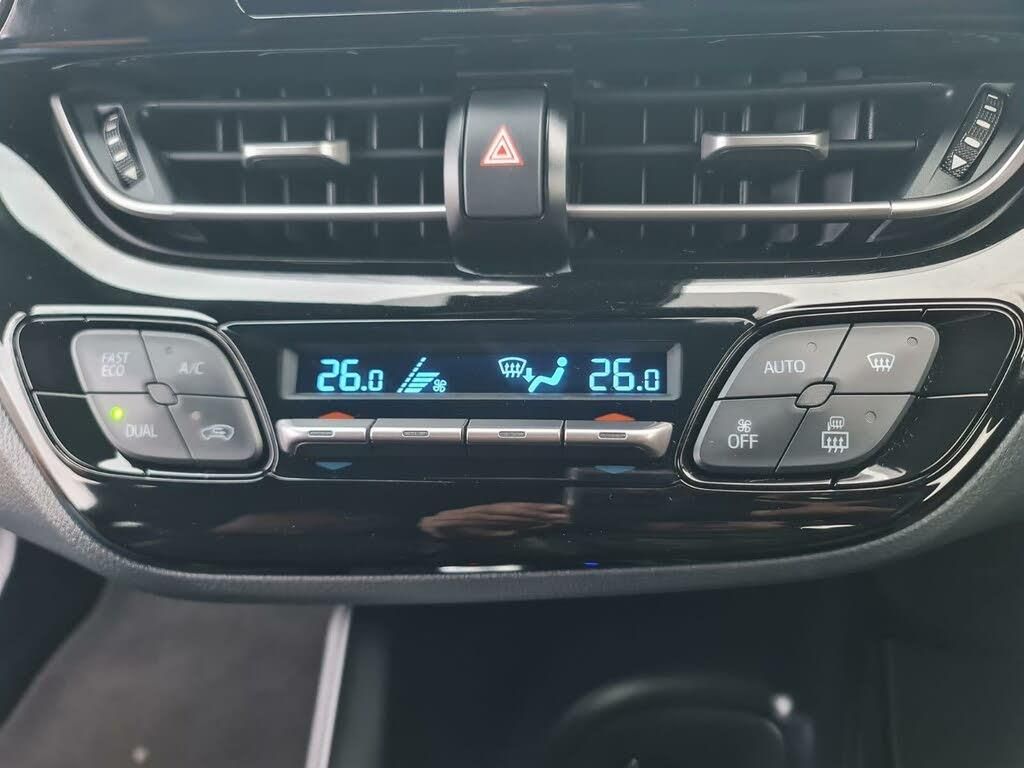 26.0 26.0
FAST
ECO
A/C
DUAL
AUTO
OFF